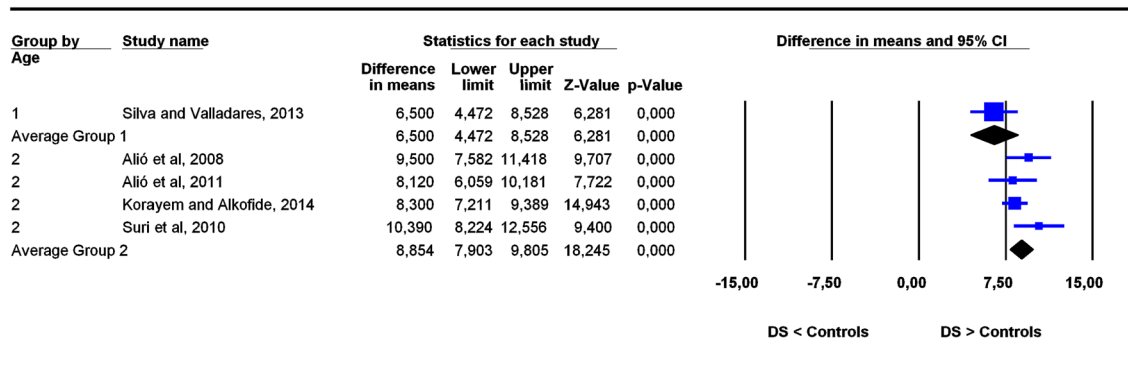 Group by Study name Statistics for each study Difference in means and 95% CI
Age
Difference Lower Upper
in means limit limit Z-Value p-Value
1 Silva and Valladares, 2013 6,500 4,472 8,528 6,281 0,000
Average Group 1 6,500 4,472 8,528 6,281 0,000
2 Alió et al, 2008 9,500 7,582 11,418 9,707 0,000
2 Alió et al, 2011 8,120 6,059 10,181 7,722 0,000
2 Korayem and Alkofide, 2014 8,300 7,211 9,389 14,943 0,000
2 Suri et al, 2010 10,390 8,224 12,556 9,400 0,000
Average Group 2 8,854 7,903 9,805 18,245 0,000
-15,00 -7,50 0,00 7,50 15,00
DS < Controls DS > Controls